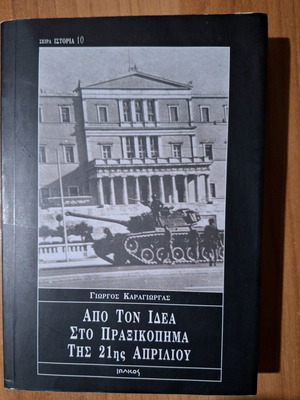 ΣΕΙΡΑ ΙΣΤΟΡΙΑ 10
ΓΙΩΡΓΟΣ ΚΑΡΑΓΙΩΡΓΑΣ
ΑΠΟ ΤΟΝ ΙΔΕΑ
ΣΤΟ ΠΡΑΞΙΚΟΠΗΜΑ
ΤΗΣ 21ης ΑΠΡΙΛΙΟΥ
ΙΩΛΚΟΣ